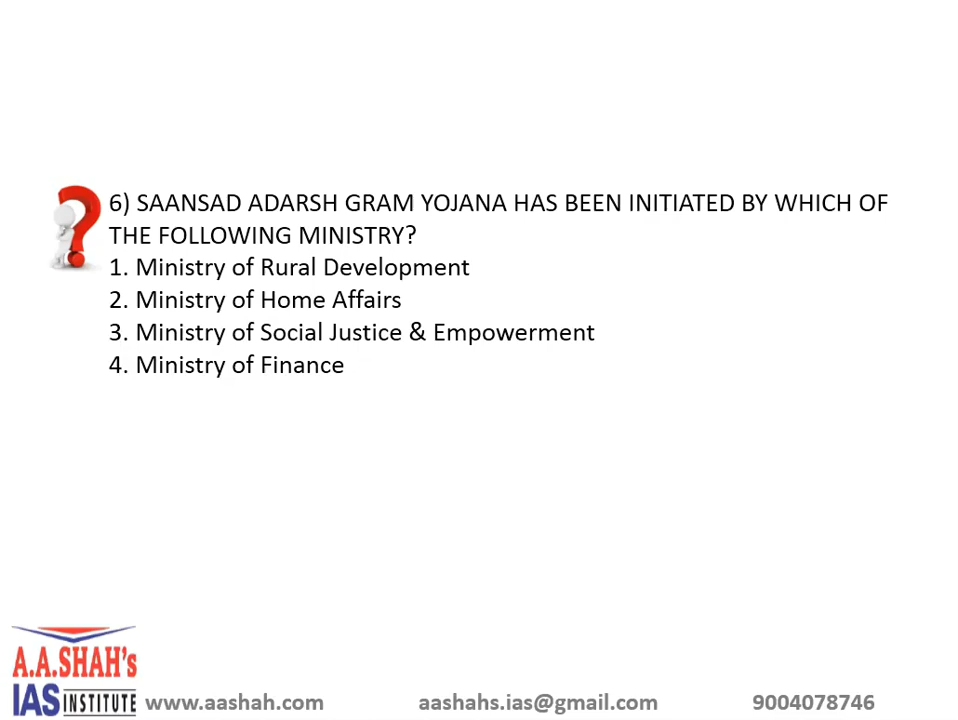 6) SAANSAD ADARSH GRAM YOJANA HAS BEEN INITIATED BY WHICH OF
THE FOLLOWING MINISTRY?
1. Ministry of Rural Development
2. Ministry of Home Affairs
3. Ministry of Social Justice & Empowerment
4. Ministry of Finance
A.A.SHAH's
IAS INSTITUTE
www.aashah.com aashahs.ias@gmail.com 9004078746